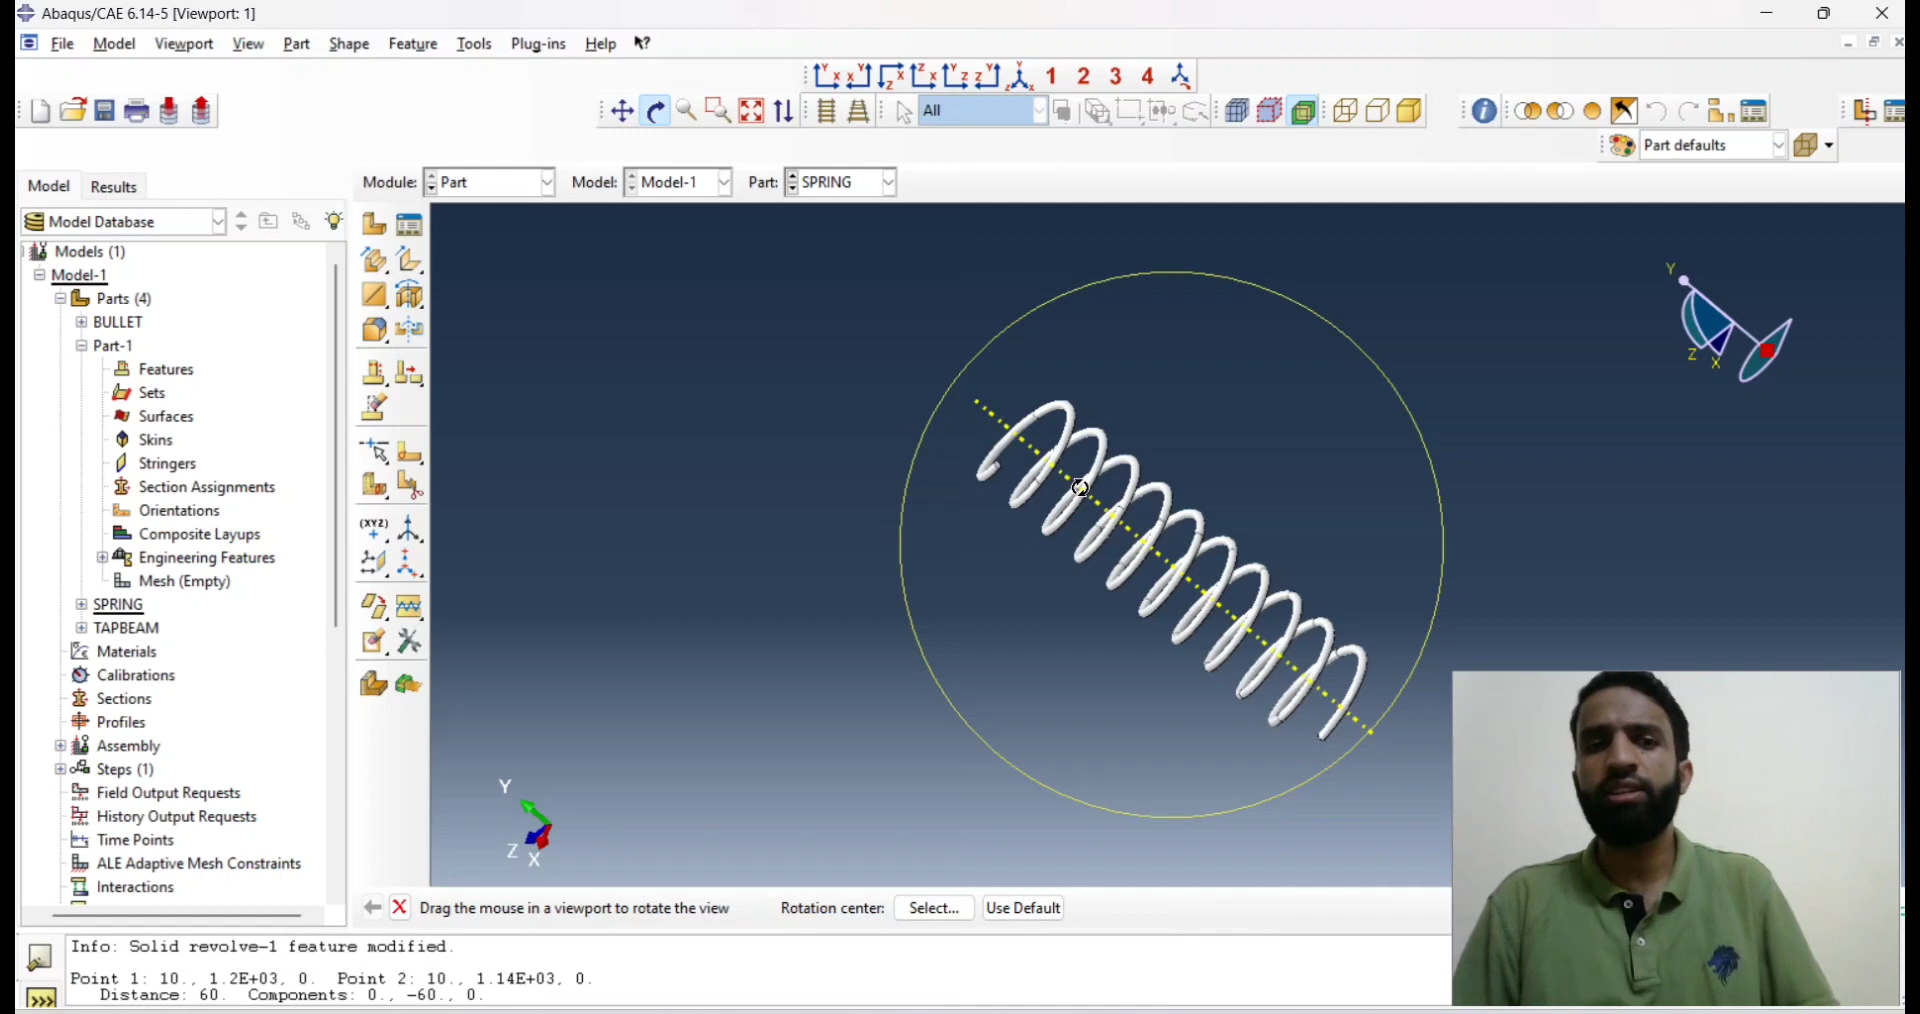 Abaqus/CAE 6.14-5 [Viewport: 1]
File Model Viewport View Part Shape Feature Tools Plug-ins Help
1 2 3 4
All
Part defaults
Model Results
Module: Part Model: Model-1 Part: SPRING
Model Database
Models (1)
Model-1
Parts (4)
BULLET
Part-1
Features
Sets
Surfaces
Skins
Stringers
Section Assignments
Orientations
Composite Layups
Engineering Features
Mesh (Empty)
SPRING
TAPBEAM
Materials
Calibrations
Sections
Profiles
Assembly
Steps (1)
Field Output Requests
History Output Requests
Time Points
ALE Adaptive Mesh Constraints
Interactions
(XYZ)
Y
Z X
Y
Z X
Drag the mouse in a viewport to rotate the view Rotation center: Select... Use Default
Info: Solid revolve-1 feature modified.
Point 1: 10., 1.2E+03, 0. Point 2: 10., 1.14E+03, 0.
Distance: 60. Components: 0., -60., 0.
>>>